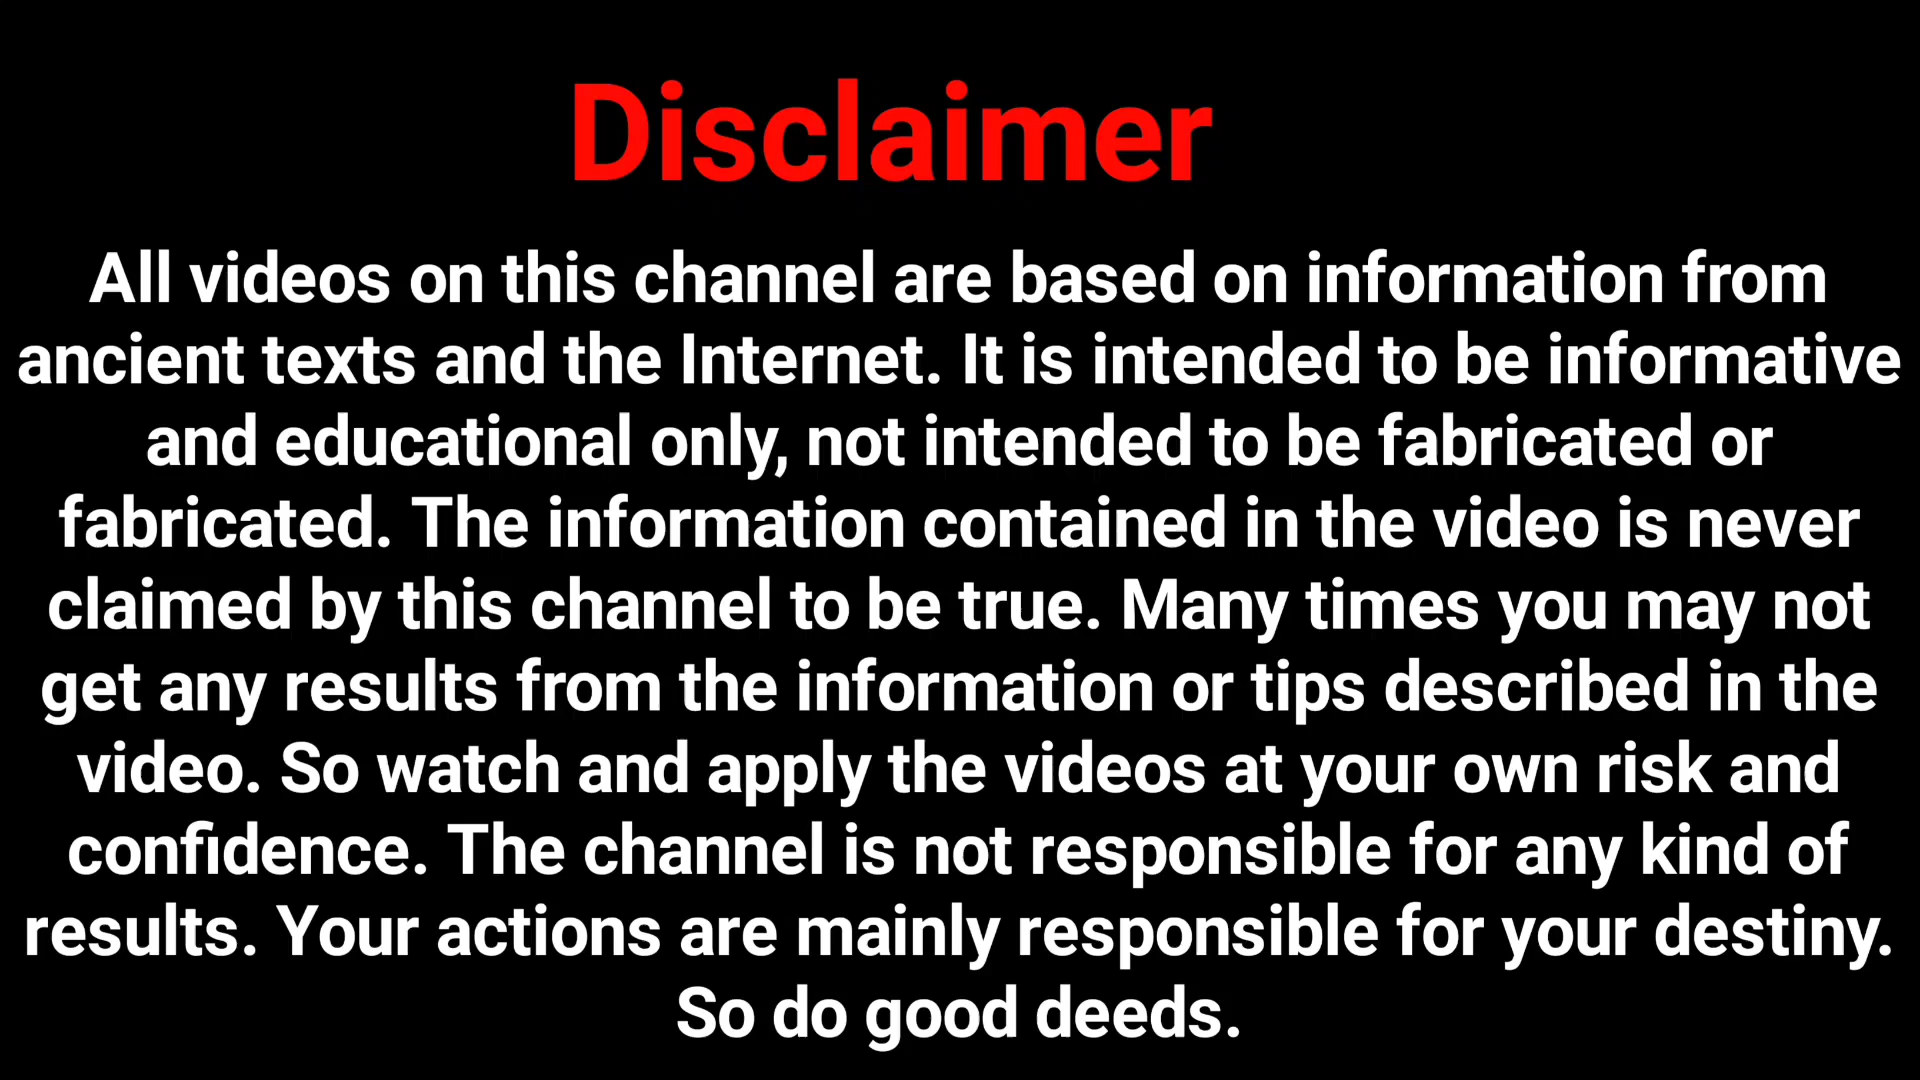 Disclaimer
All videos on this channel are based on information from
ancient texts and the Internet. It is intended to be informative
and educational only, not intended to be fabricated or
fabricated. The information contained in the video is never
claimed by this channel to be true. Many times you may not
get any results from the information or tips described in the
video. So watch and apply the videos at your own risk and
confidence. The channel is not responsible for any kind of
results. Your actions are mainly responsible for your destiny.
So do good deeds.